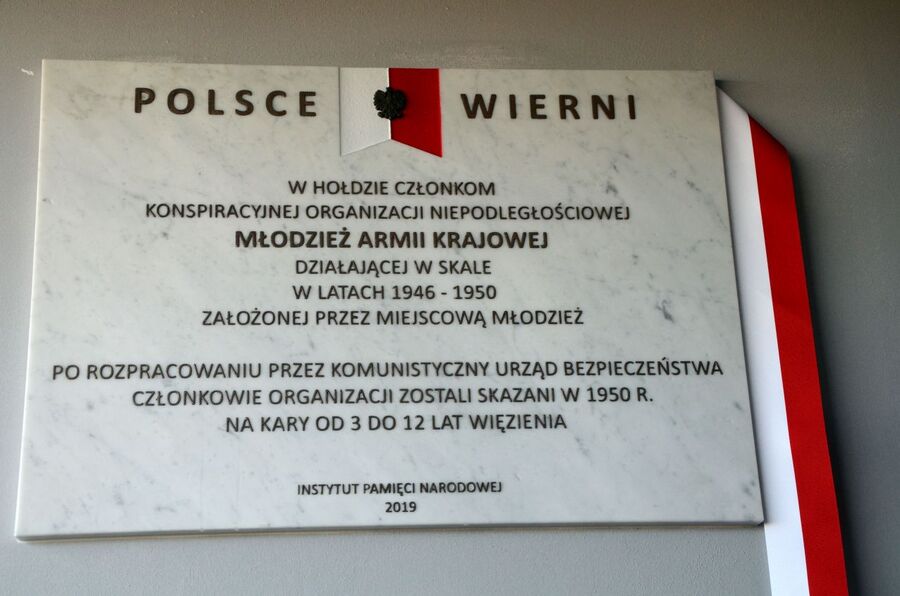 POLSCE WIERNI
W HOŁDZIE CZŁONKOM
KONSPIRACYJNEJ ORGANIZACJI NIEPODLEGŁOŚCIOWEJ
MŁODZIEŻ ARMII KRAJOWEJ
DZIAŁAJĄCEJ W SKALE
W LATACH 1946 - 1950
ZAŁOŻONEJ PRZEZ MIEJSCOWĄ MŁODZIEŻ
PO ROZPRACOWANIU PRZEZ KOMUNISTYCZNY URZĄD BEZPIECZEŃSTWA
CZŁONKOWIE ORGANIZACJI ZOSTALI SKAZANI W 1950 R.
NA KARY OD 3 DO 12 LAT WIĘZIENIA
INSTYTUT PAMIĘCI NARODOWEJ
2019